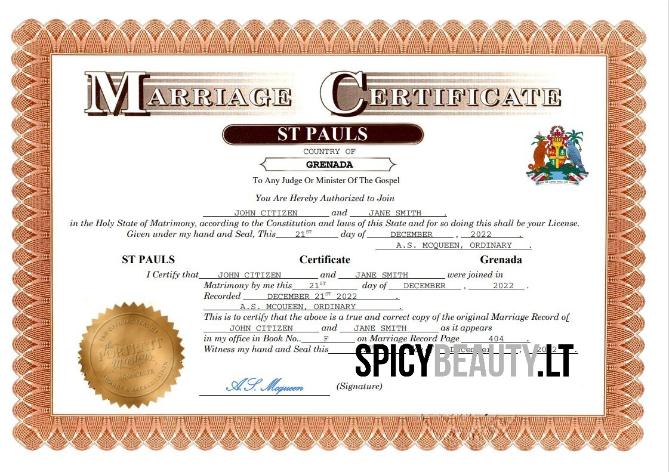 MARRIAGE CERTIFICATE
ST PAULS
COUNTRY OF
GRENADA
To Any Judge Or Minister Of The Gospel
You Are Hereby Authorized to Join
JOHN CITIZEN and JANE SMITH ,
in the Holy State of Matrimony, according to the Constitution and laws of this State and for so doing this shall be your License.
Given under my hand and Seal, This 21ST day of DECEMBER , 2022 .
A.S. MCQUEEN, ORDINARY .
ST PAULS Certificate Grenada
I Certify that JOHN CITIZEN and JANE SMITH were joined in
Matrimony by me this 21ST day of DECEMBER , 2022 .
Recorded DECEMBER 21ST 2022 .
A.S. MCQUEEN, ORDINARY .
This is to certify that the above is a true and correct copy of the original Marriage Record of
JOHN CITIZEN and JANE SMITH as it appears
in my office in Book No.. F on Marriage Record Page 404
Witness my hand and Seal this December
SPICYBEAUTY.LT
A.S. Mcqueen (Signature)